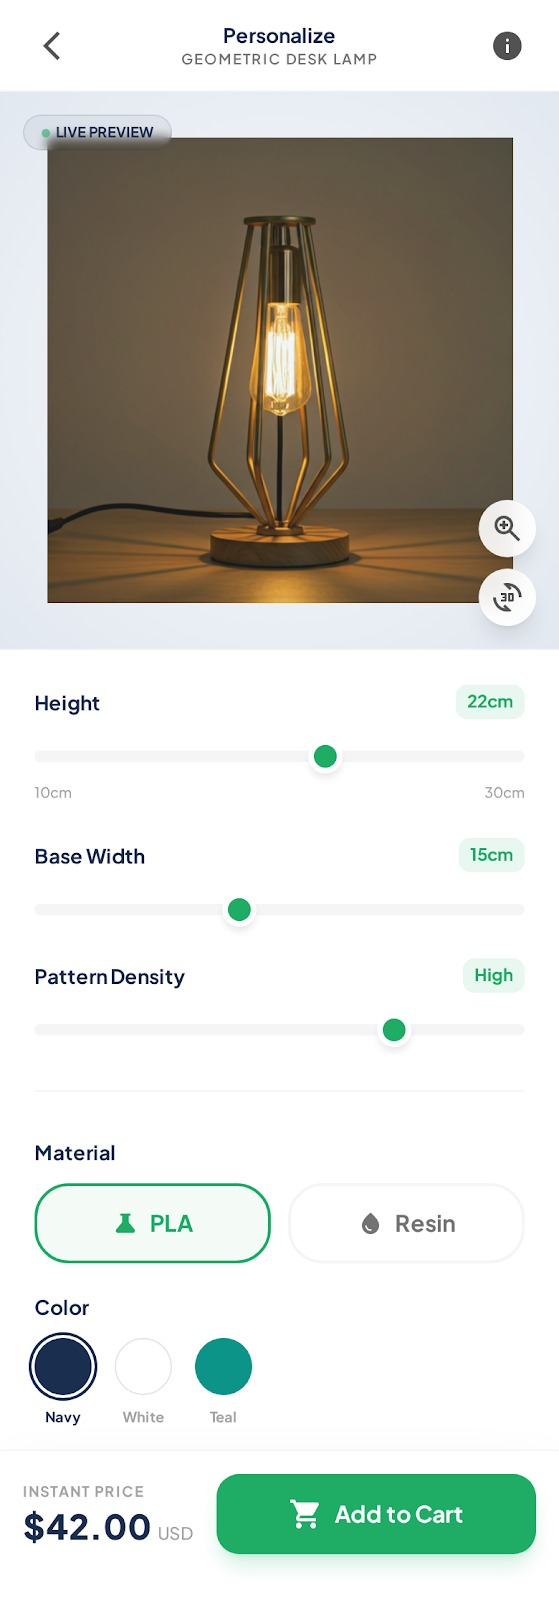 Personalize
GEOMETRIC DESK LAMP
LIVE PREVIEW
3D
Height
22cm
10cm
30cm
Base Width
15cm
Pattern Density
High
Material
PLA
Resin
Color
Navy
White
Teal
INSTANT PRICE
$42.00 USD
Add to Cart